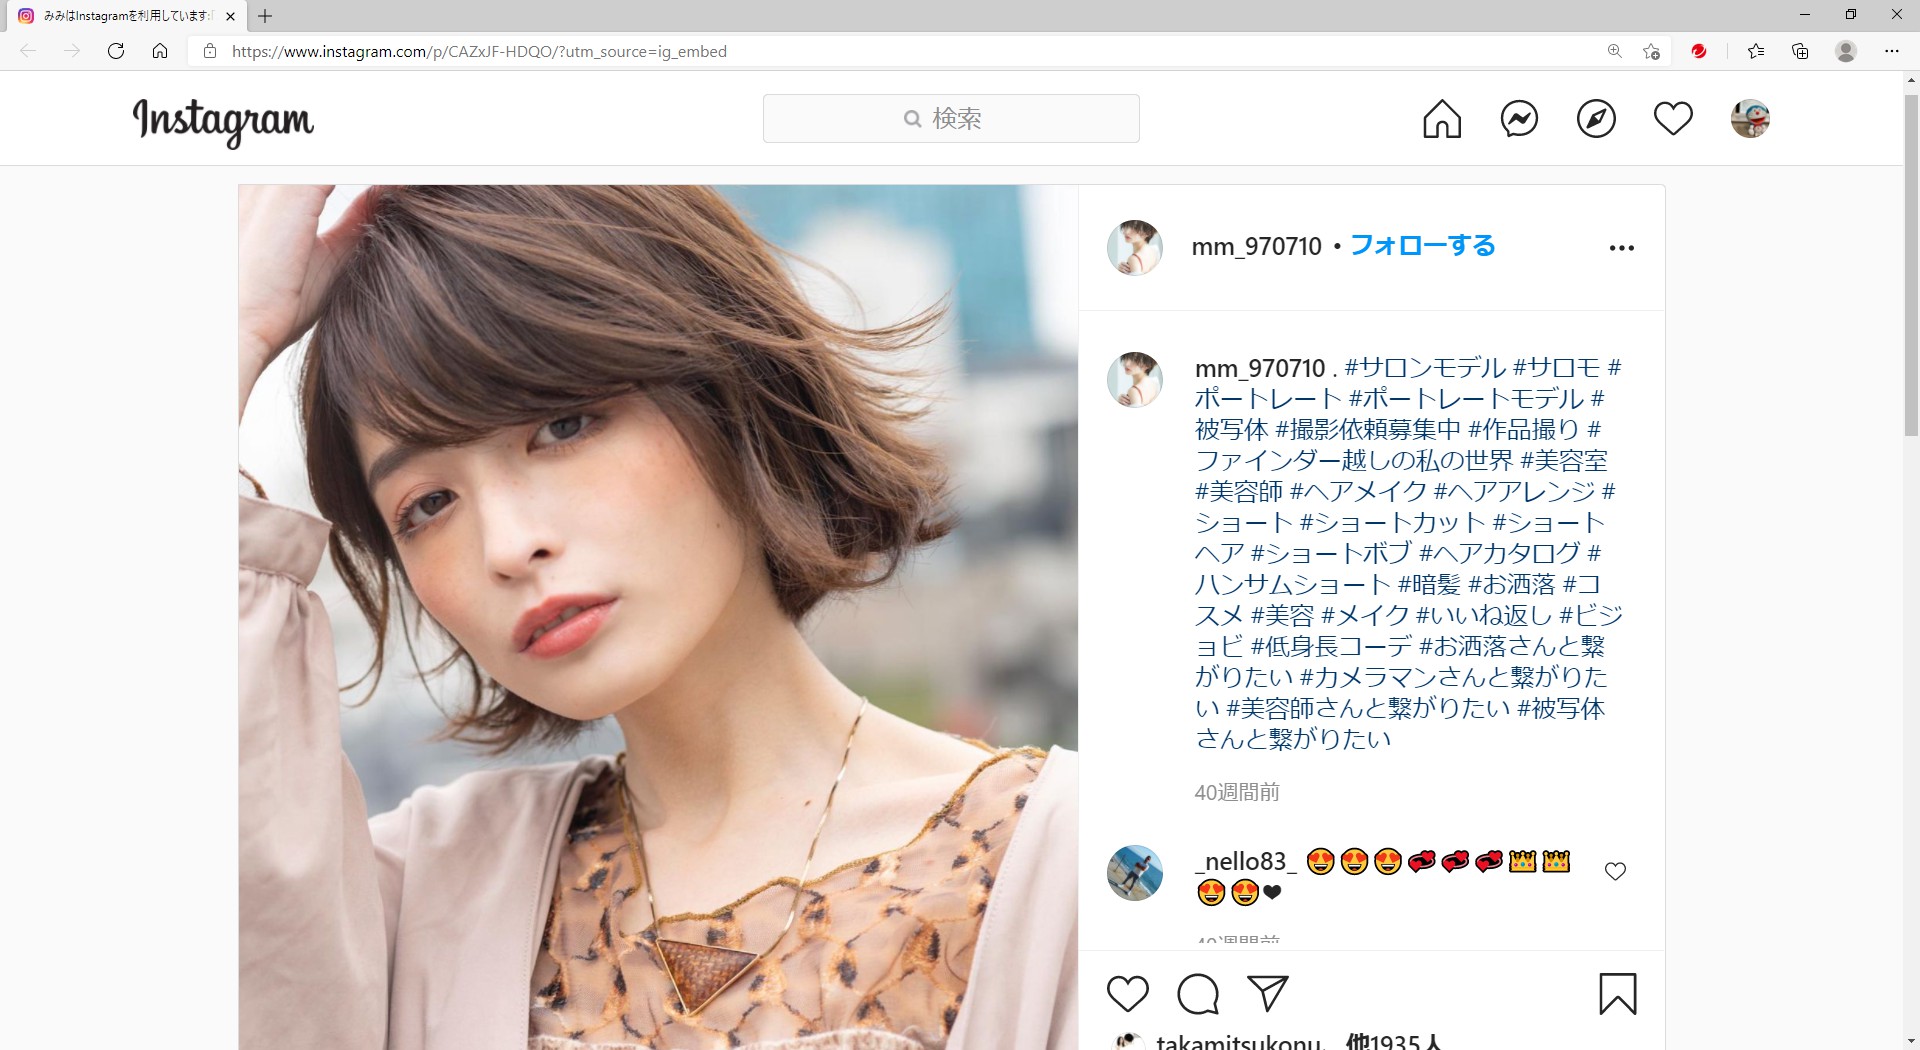 みみはInstagramを利用しています:「
https://www.instagram.com/p/CAZxJF-HDQO/?utm_source=ig_embed
Instagram
検索
mm_970710 • フォローする
mm_970710 . #サロンモデル #サロモ #
ポートレート #ポートレートモデル #
被写体 #撮影依頼募集中 #作品撮り #
ファインダー越しの私の世界 #美容室
#美容師 #ヘアメイク #ヘアアレンジ #
ショート #ショートカット #ショート
ヘア #ショートボブ #ヘアカタログ #
ハンサムショート #暗髪 #お洒落 #コ
スメ #美容 #メイク #いいね返し #ビジ
ョビ #低身長コーデ #お洒落さんと繋
がりたい #カメラマンさんと繋がりた
い #美容師さんと繋がりたい #被写体
さんと繋がりたい
40週間前
_nello83_ 😍😍😍💞💞💞👑👑
😍😍❤
40週間前
takamitsukonu、他1935人